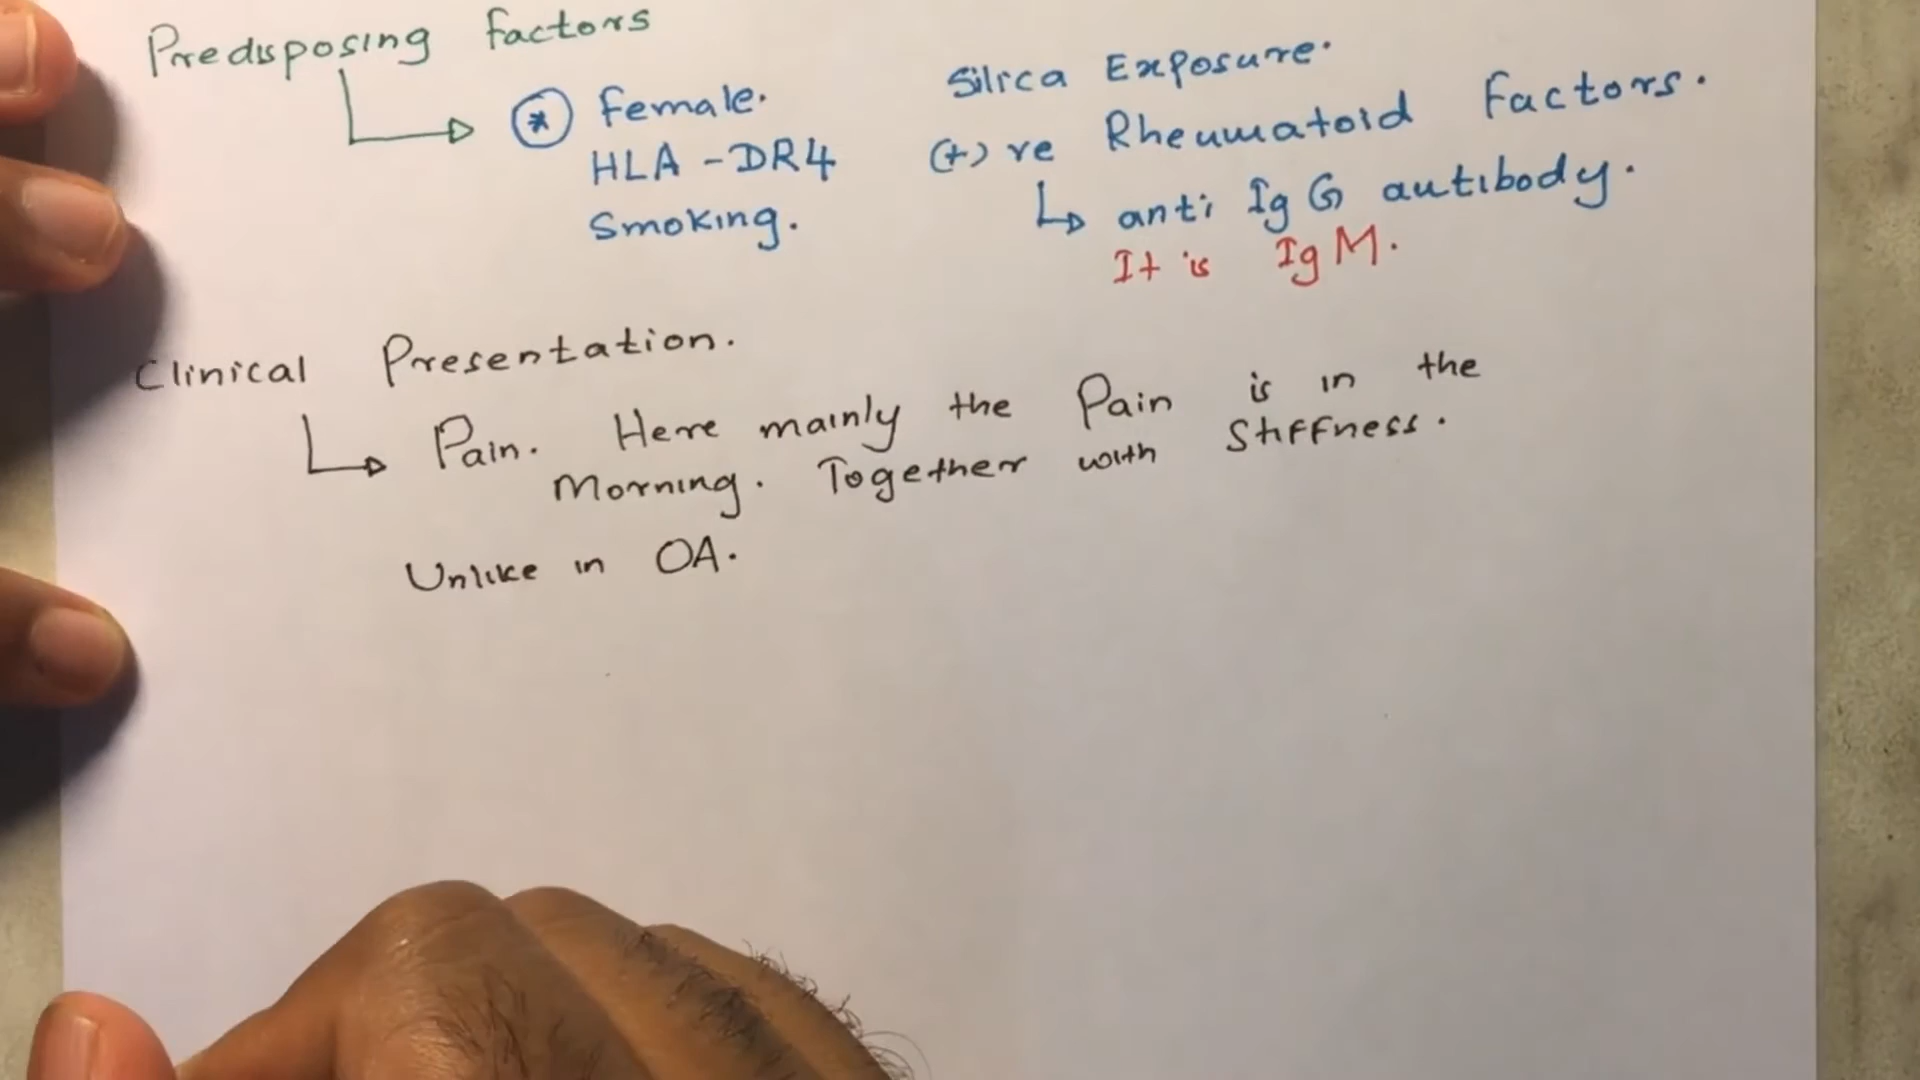 Predisposing factors
* Female.
HLA-DR4
Smoking.
Silica Exposure.
(+)ve Rheumatoid Factors.
anti IgG autibody.
It is IgM.
Clinical Presentation.
Pain. Here mainly the Pain is in the
Morning. Together with Stiffness.
Unlike in OA.